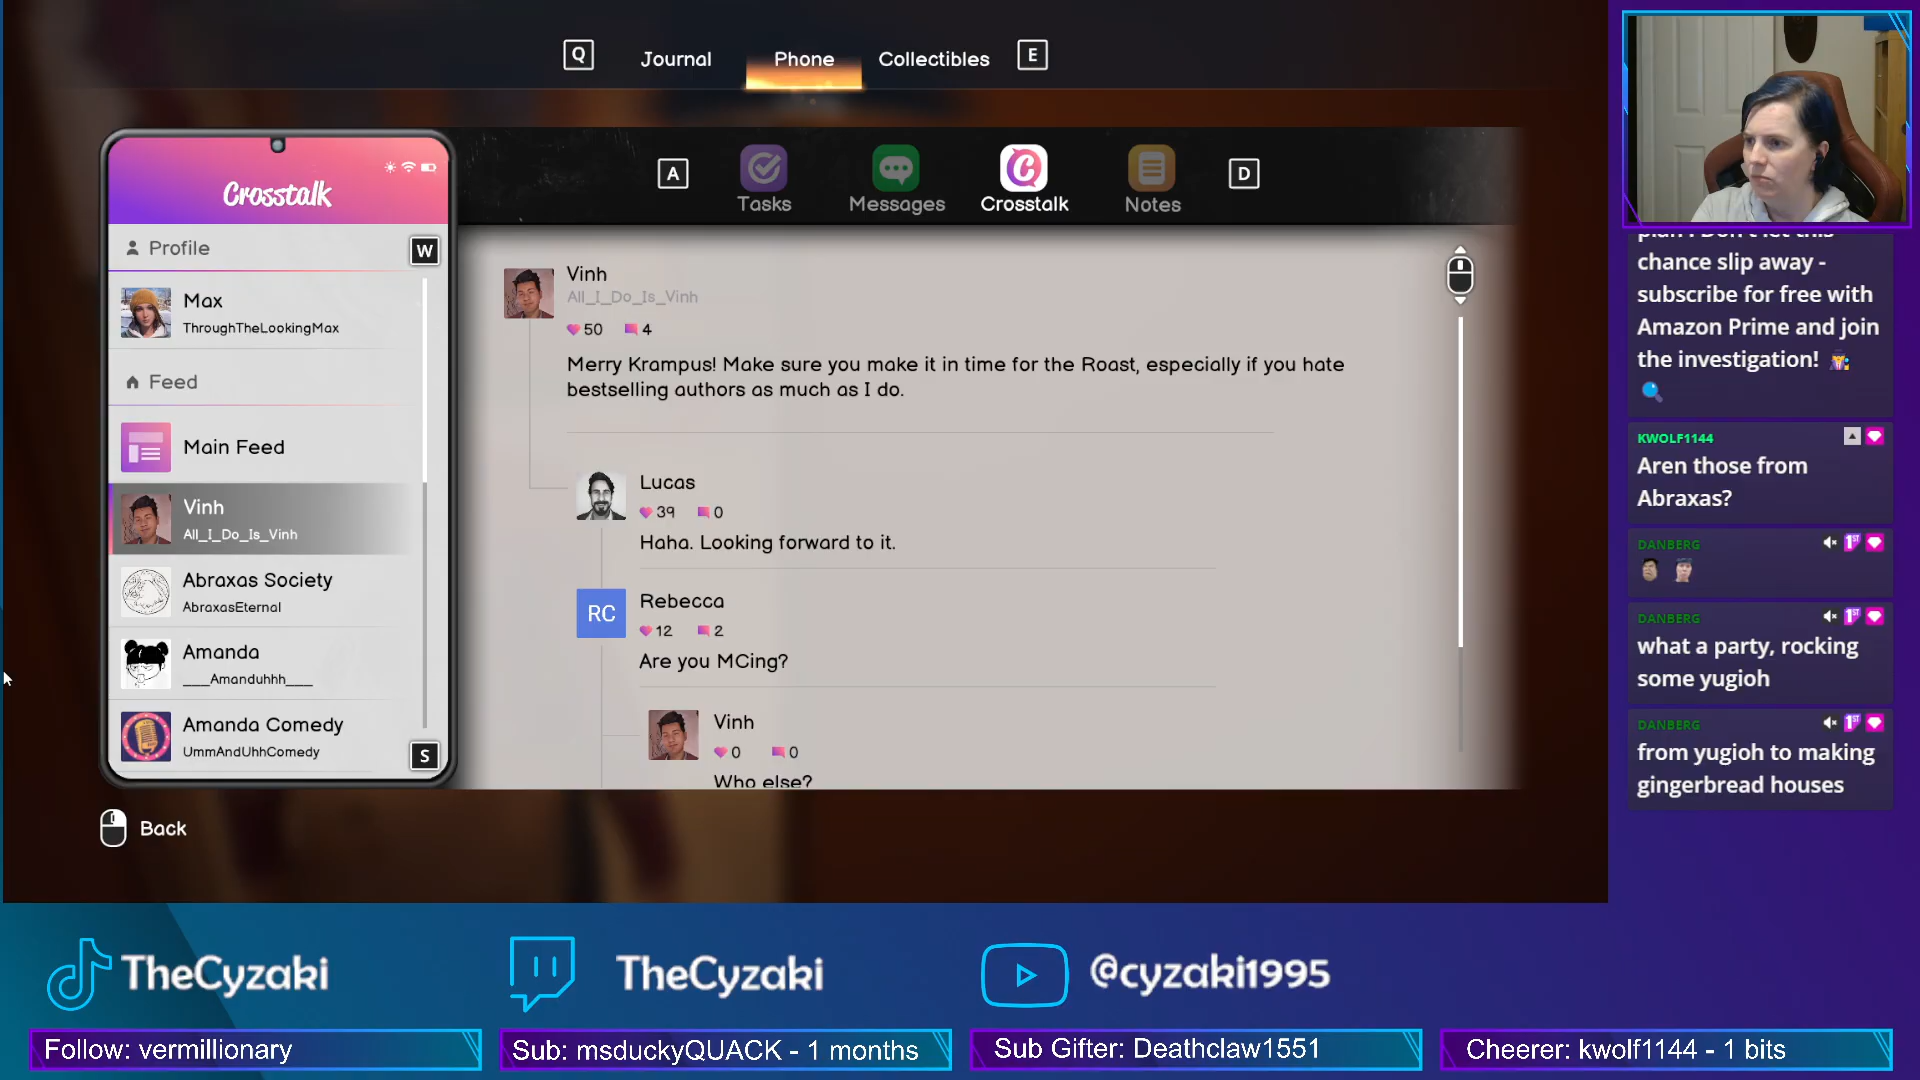 Q
Journal
Phone
Collectibles
E
Crosstalk
Profile
W
Max
ThroughTheLookingMax
Feed
Main Feed
Vinh
All_I_Do_Is_Vinh
Abraxas Society
AbraxasEternal
Amanda
___Amanduhhh___
Amanda Comedy
UmmAndUhhComedy
S
Back
A
Tasks
Messages
Crosstalk
Notes
D
Vinh
All_I_Do_Is_Vinh
50 4
Merry Krampus! Make sure you make it in time for the Roast, especially if you hate
bestselling authors as much as I do.
Lucas
39 0
Haha. Looking forward to it.
RC
Rebecca
12 2
Are you MCing?
Vinh
0 0
Who else?
chance slip away -
subscribe for free with
Amazon Prime and join
the investigation!
KWOLF1144
Aren those from
Abraxas?
DANBERG
1ST
DANBERG
1ST
what a party, rocking
some yugioh
DANBERG
1ST
from yugioh to making
gingerbread houses
TheCyzaki
TheCyzaki
@cyzaki1995
Follow: vermillionary
Sub: msduckyQUACK - 1 months
Sub Gifter: Deathclaw1551
Cheerer: kwolf1144 - 1 bits